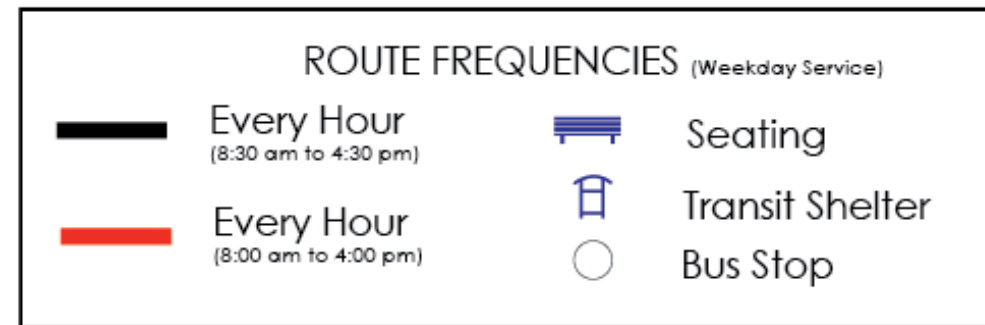 ROUTE FREQUENCIES (Weekday Service)
Every Hour
(8:30 am to 4:30 pm)
Every Hour
(8:00 am to 4:00 pm)
Seating
Transit Shelter
Bus Stop